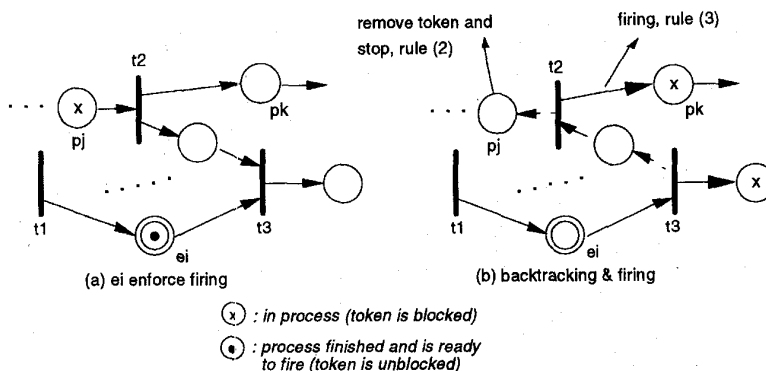 remove token and
stop, rule (2)
firing, rule (3)
t2
x
pj
pk
t1
ei
t3
(a) ei enforce firing
t2
x
pj
pk
t1
ei
t3
x
(b) backtracking & firing
x : in process (token is blocked)
: process finished and is ready
to fire (token is unblocked)